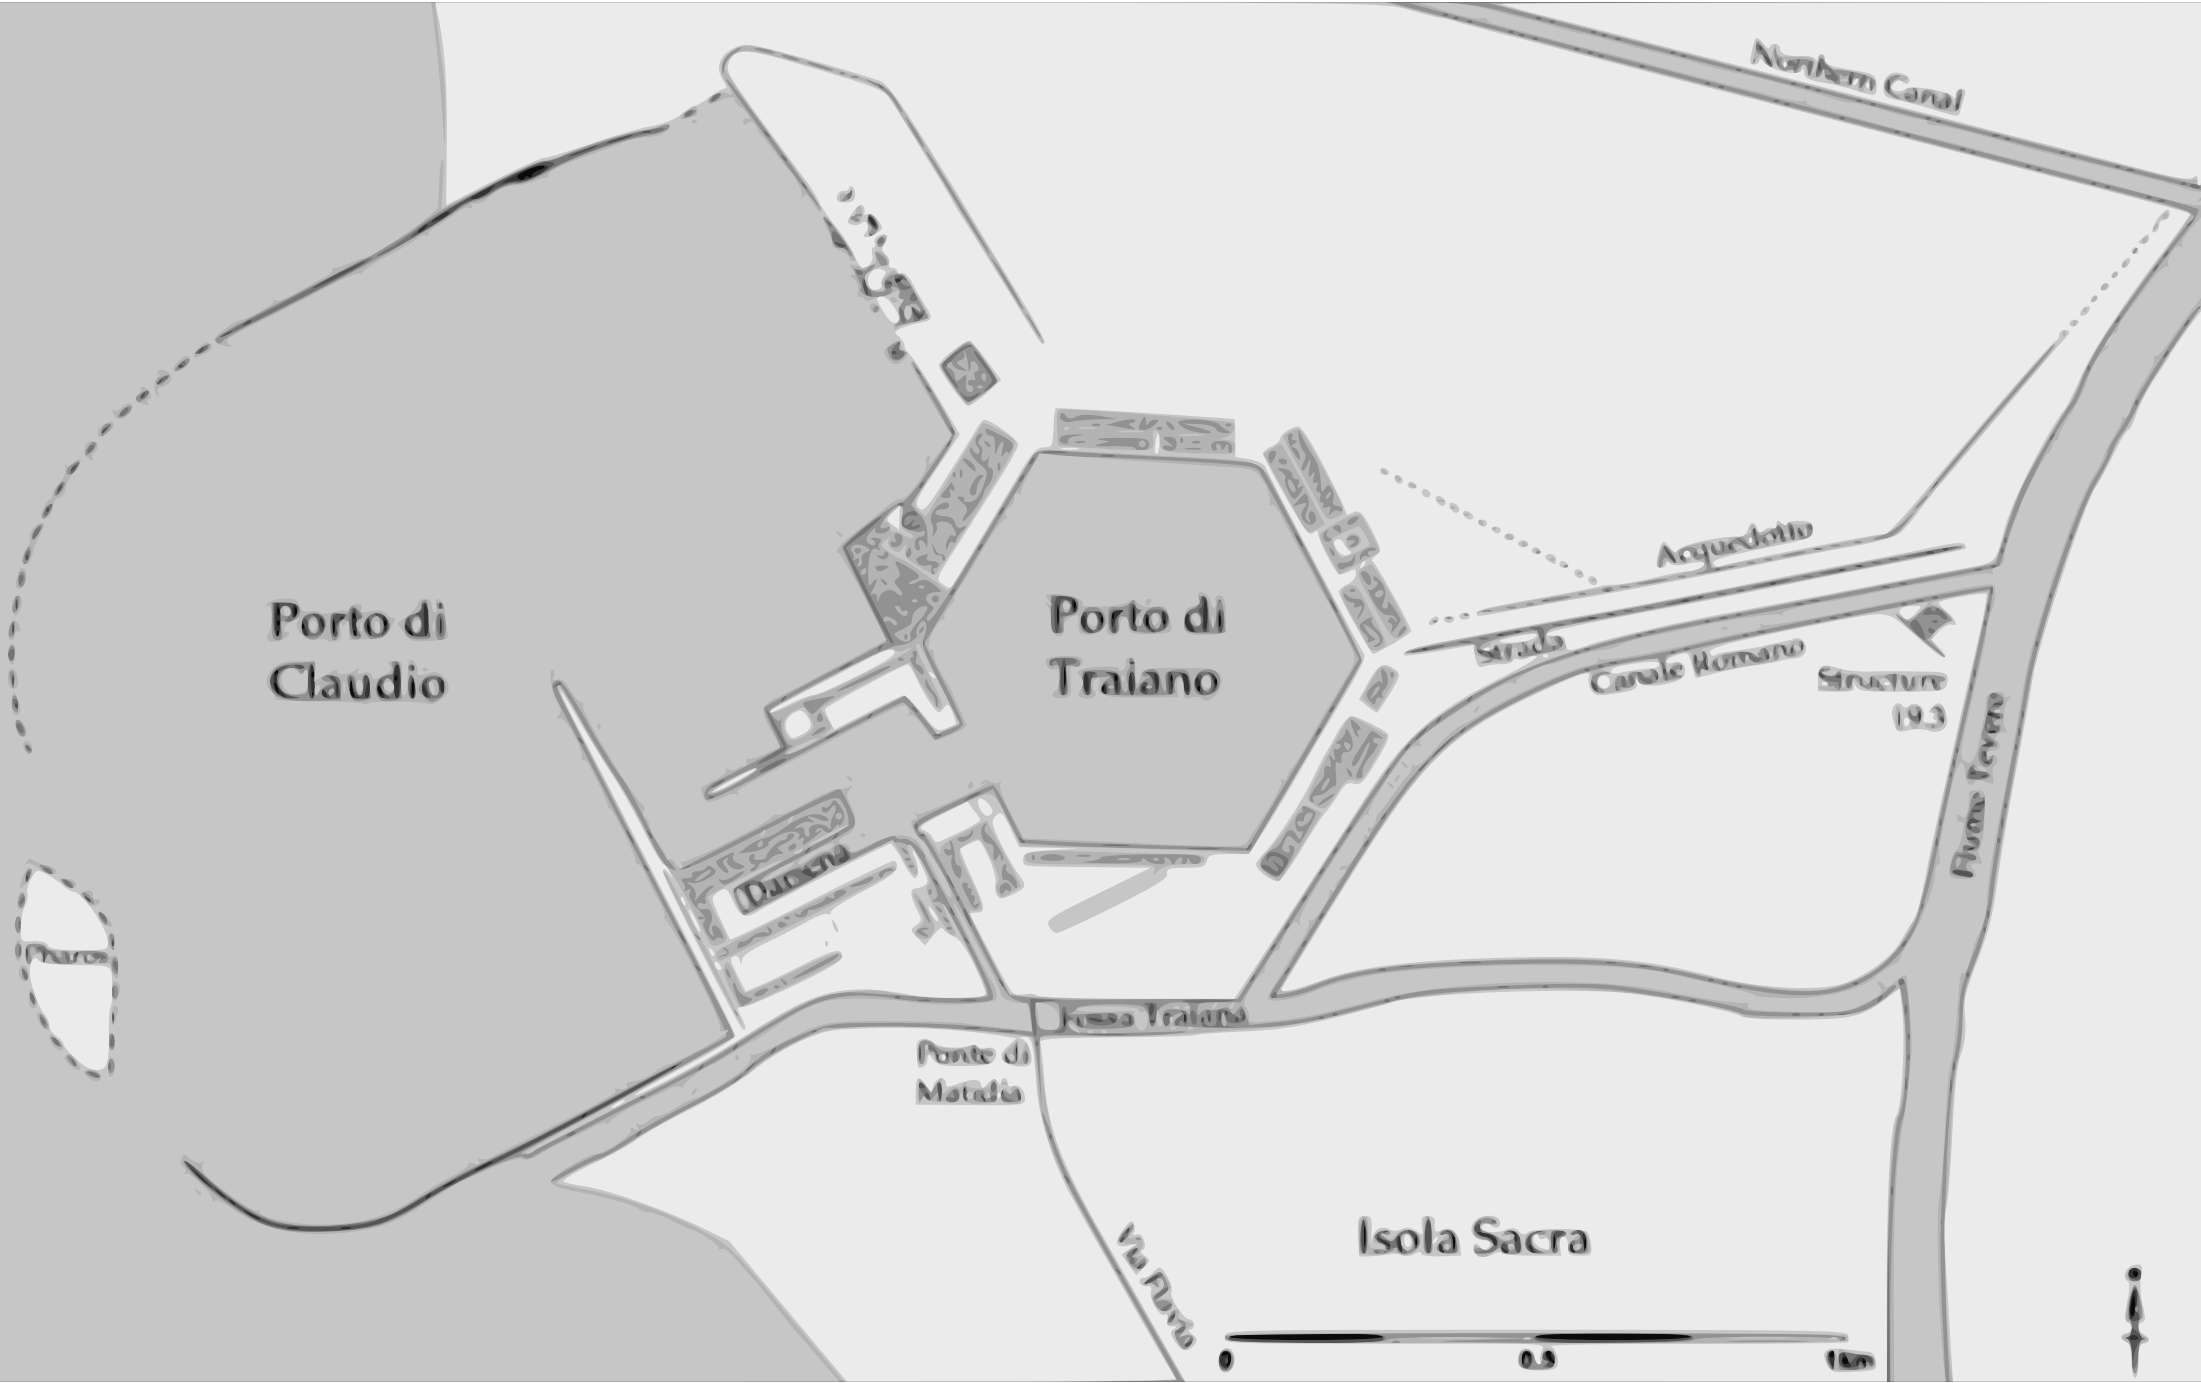 Northern Canal
Acquedotto
Porto di
Claudio
Porto di
Traiano
Strada
Canale Romano
Structure
19.3
Fiume Tevere
Darsena
Pharos
Fossa Traiana
Ponte di
Matidia
Via Flavia
Isola Sacra
0
0.5
1km